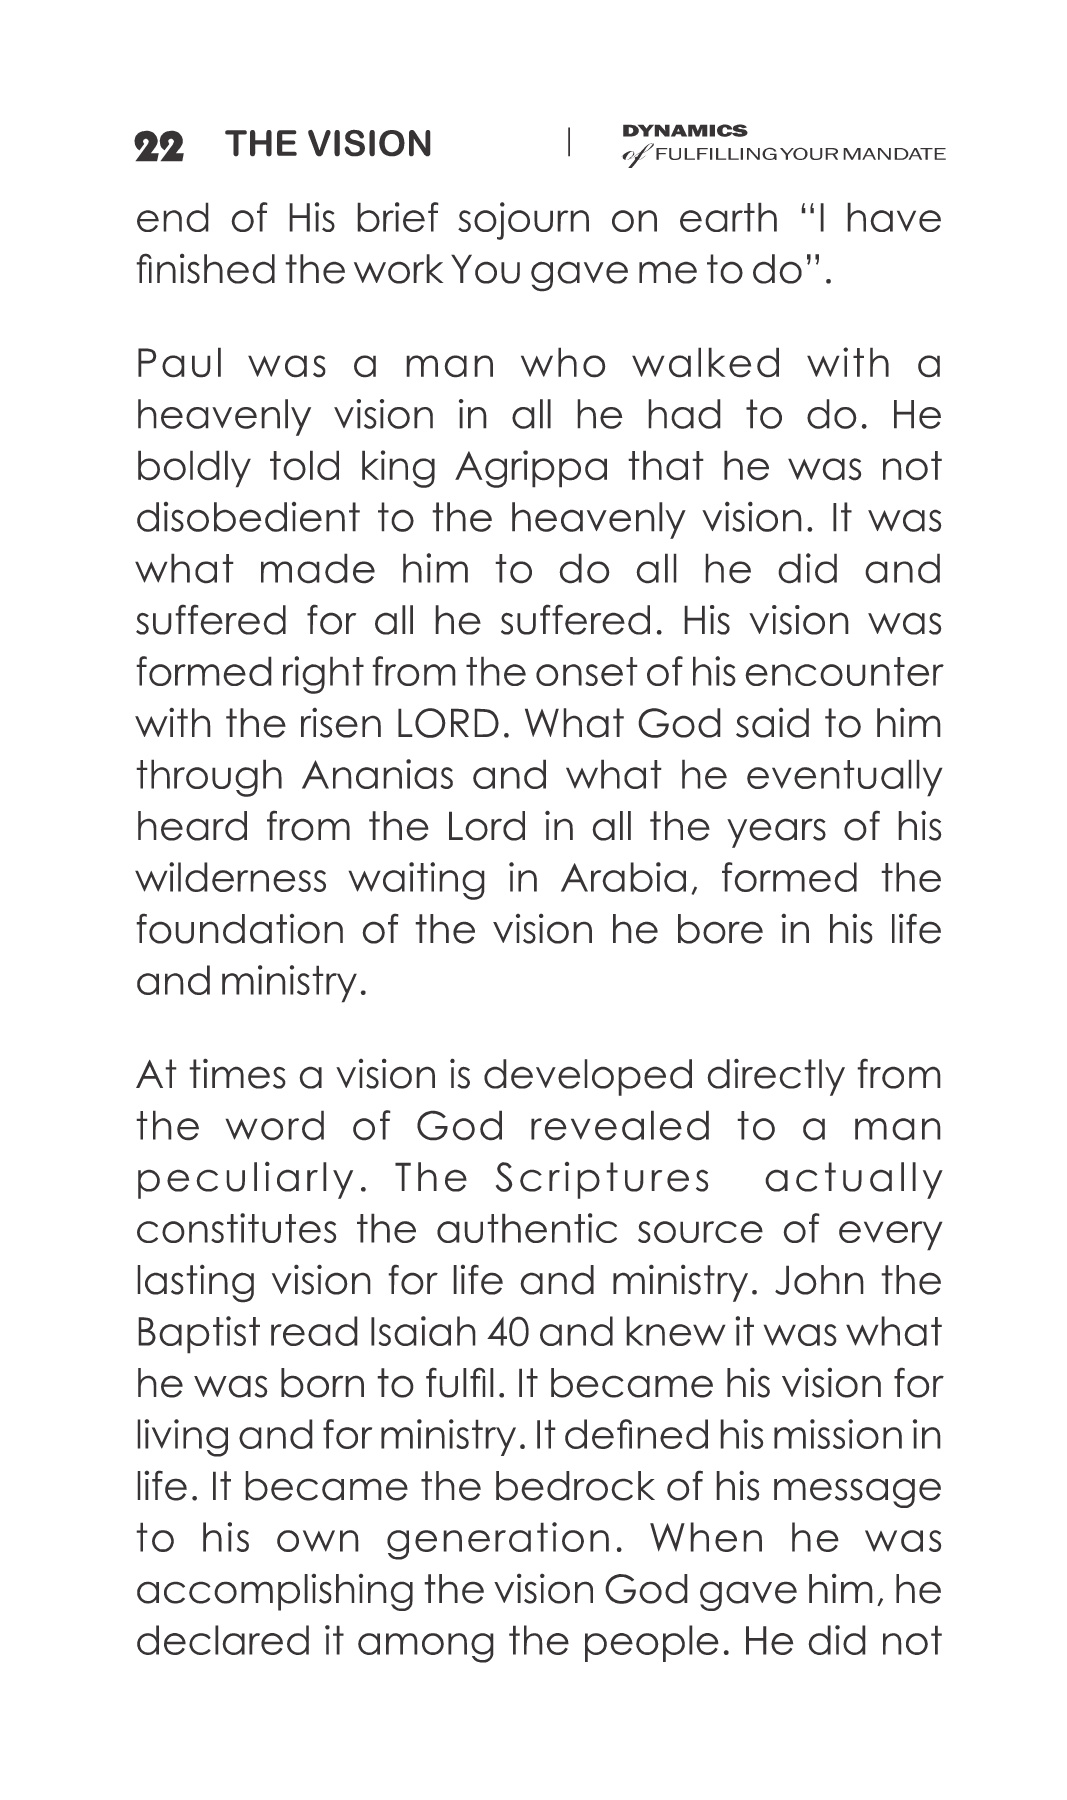 22 THE VISION | DYNAMICS
of FULFILLING YOUR MANDATE
end of His brief sojourn on earth “I have
finished the work You gave me to do”.
Paul was a man who walked with a
heavenly vision in all he had to do. He
boldly told king Agrippa that he was not
disobedient to the heavenly vision. It was
what made him to do all he did and
suffered for all he suffered. His vision was
formed right from the onset of his encounter
with the risen LORD. What God said to him
through Ananias and what he eventually
heard from the Lord in all the years of his
wilderness waiting in Arabia, formed the
foundation of the vision he bore in his life
and ministry.
At times a vision is developed directly from
the word of God revealed to a man
peculiarly. The Scriptures actually
constitutes the authentic source of every
lasting vision for life and ministry. John the
Baptist read Isaiah 40 and knew it was what
he was born to fulfil. It became his vision for
living and for ministry. It defined his mission in
life. It became the bedrock of his message
to his own generation. When he was
accomplishing the vision God gave him, he
declared it among the people. He did not